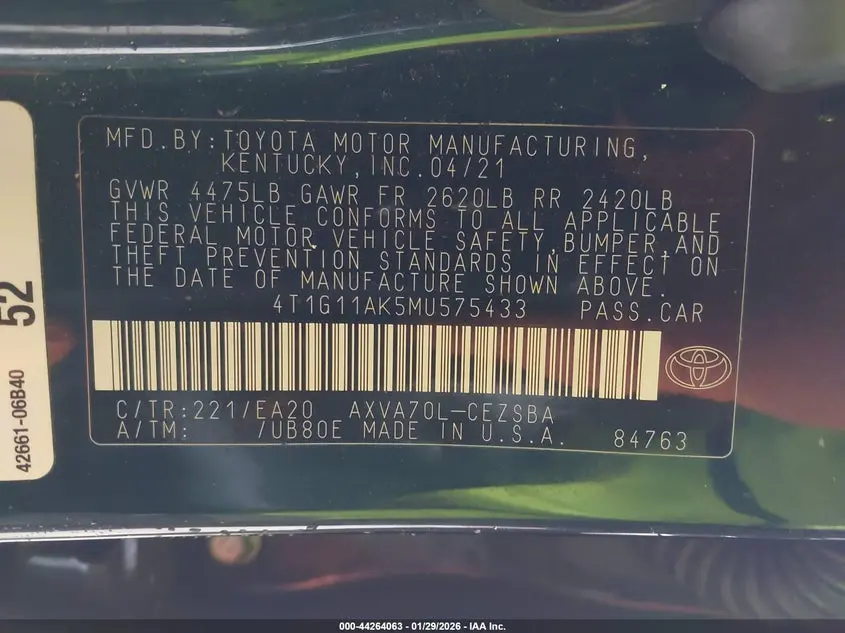 MFD.BY:TOYOTA MOTOR MANUFACTURING,
KENTUCKY,INC.04/21
GVWR 4475LB GAWR FR 2620LB RR 2420LB
THIS VEHICLE CONFORMS TO ALL APPLICABLE
FEDERAL MOTOR VEHICLE SAFETY,BUMPER,AND
THEFT PREVENTION STANDARDS IN EFFECT ON
THE DATE OF MANUFACTURE SHOWN ABOVE.
4T1G11AK5MU575433 PASS.CAR
C/TR:221/EA20 AXVA70L-CEZSBA
A/TM: /UB80E MADE IN U.S.A. 84763
52
42661-06B40
000-44264063 - 01/29/2026 - IAA Inc.